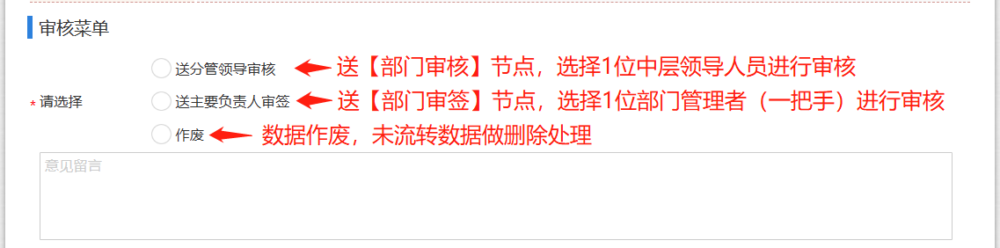 审核菜单
送分管领导审核 送【部门审核】节点，选择1位中层领导人员进行审核
* 请选择 送主要负责人审签 送【部门审签】节点，选择1位部门管理者（一把手）进行审核
作废 数据作废，未流转数据做删除处理
意见留言